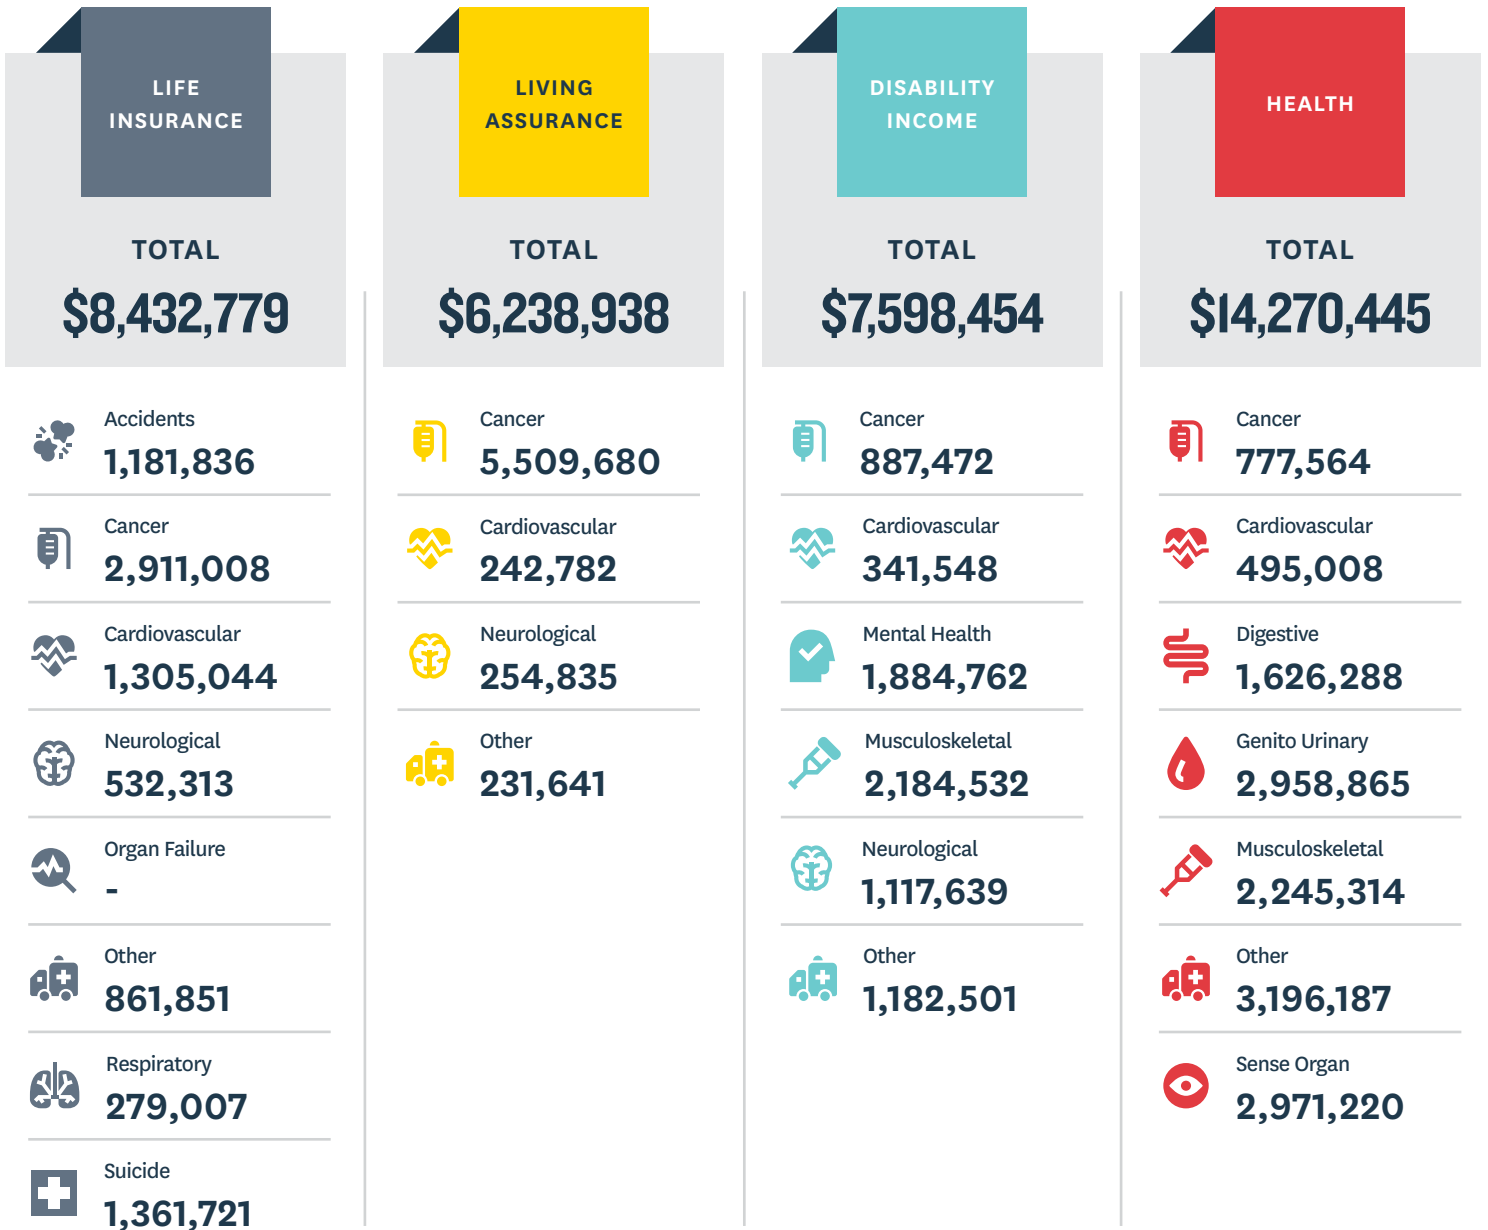 LIFE
INSURANCE
TOTAL
$8,432,779
Accidents
1,181,836
Cancer
2,911,008
Cardiovascular
1,305,044
Neurological
532,313
Organ Failure
-
Other
861,851
Respiratory
279,007
Suicide
1,361,721
LIVING
ASSURANCE
TOTAL
$6,238,938
Cancer
5,509,680
Cardiovascular
242,782
Neurological
254,835
Other
231,641
DISABILITY
INCOME
TOTAL
$7,598,454
Cancer
887,472
Cardiovascular
341,548
Mental Health
1,884,762
Musculoskeletal
2,184,532
Neurological
1,117,639
Other
1,182,501
HEALTH
TOTAL
$14,270,445
Cancer
777,564
Cardiovascular
495,008
Digestive
1,626,288
Genito Urinary
2,958,865
Musculoskeletal
2,245,314
Other
3,196,187
Sense Organ
2,971,220